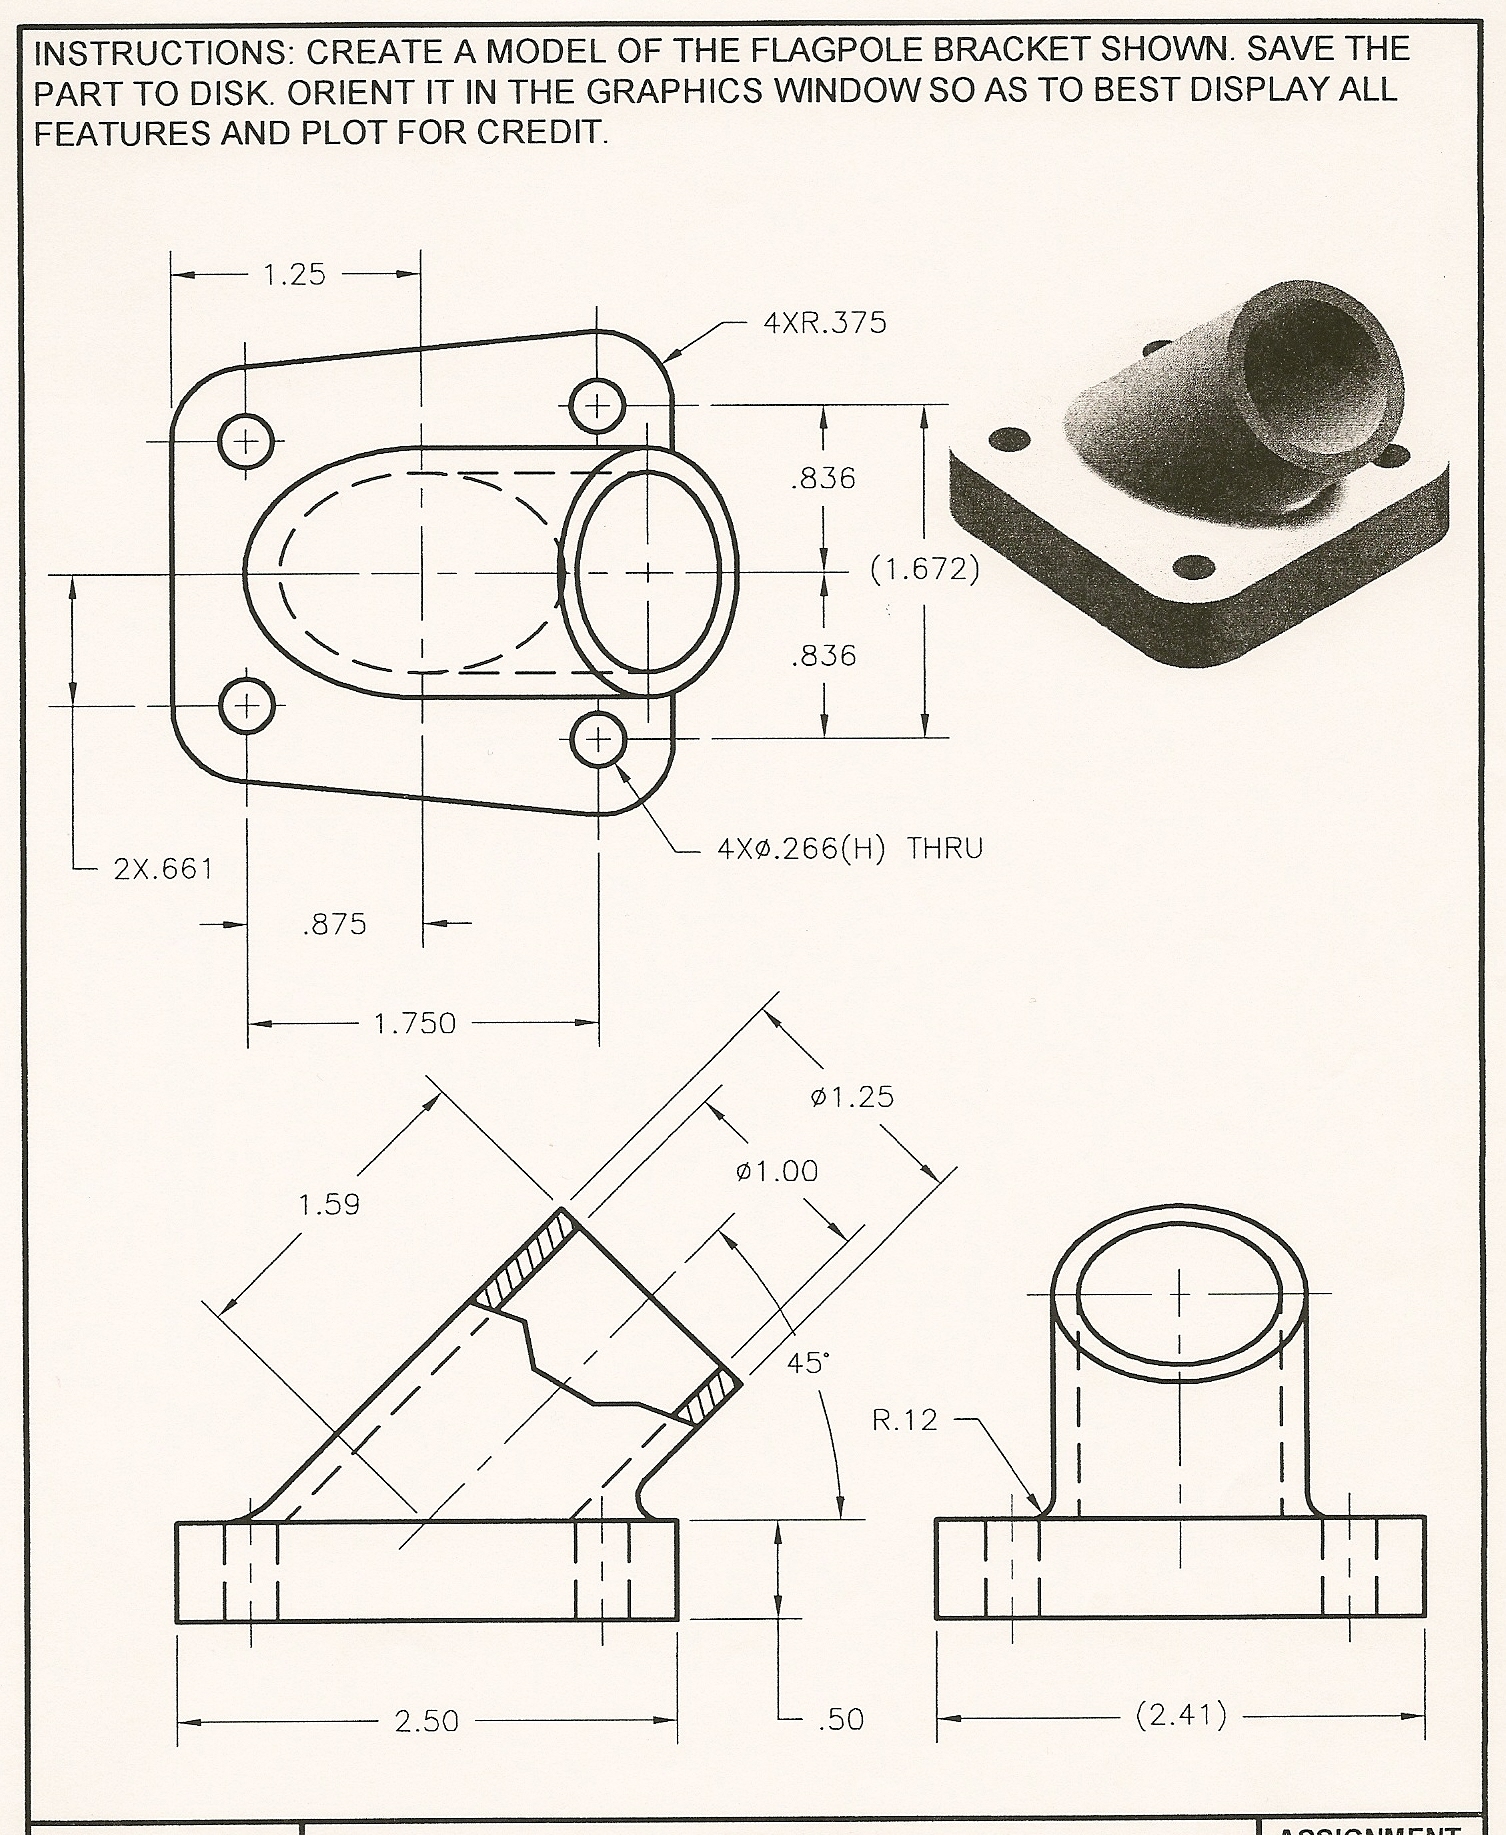 INSTRUCTIONS: CREATE A MODEL OF THE FLAGPOLE BRACKET SHOWN. SAVE THE
PART TO DISK. ORIENT IT IN THE GRAPHICS WINDOW SO AS TO BEST DISPLAY ALL
FEATURES AND PLOT FOR CREDIT.
1.25
4XR.375
.836
(1.672)
.836
4Xø.266(H) THRU
2X.661
.875
1.750
ø1.25
ø1.00
1.59
45°
R.12
2.50
.50
(2.41)
ASSIGNMENT